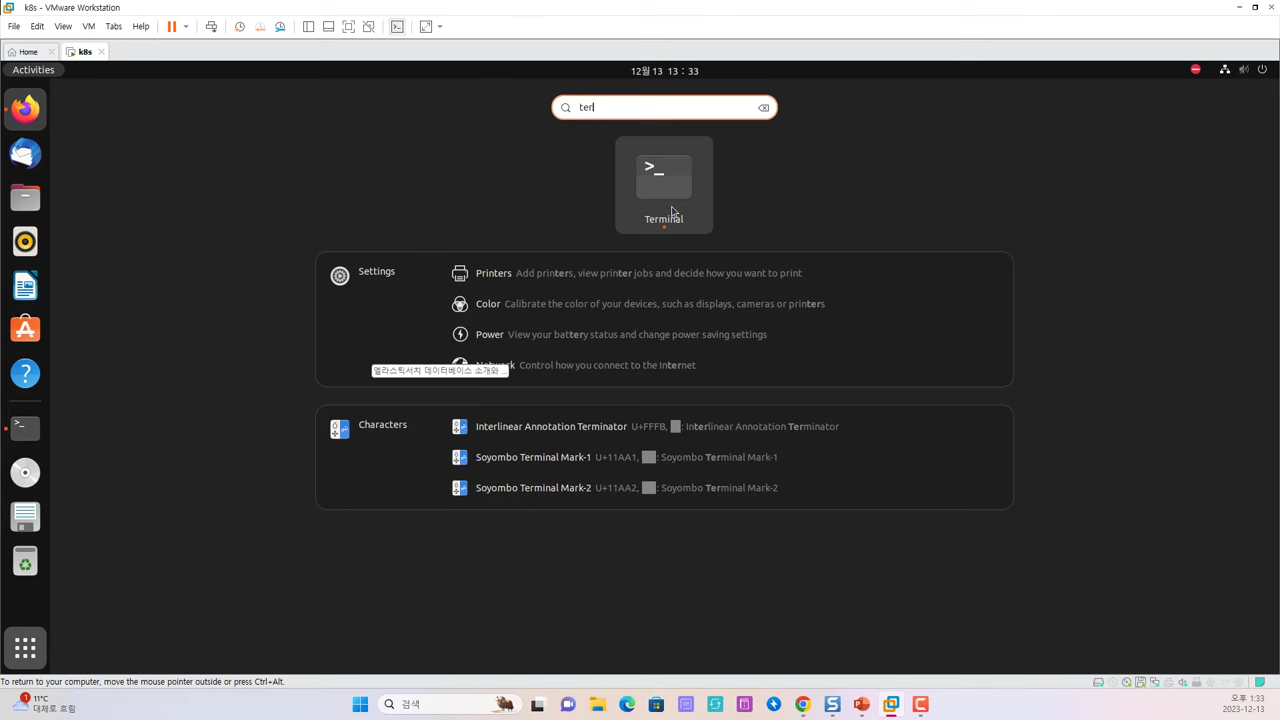 k8s - VMware Workstation
File Edit View VM Tabs Help
Home
k8s
Activities
12월 13 13 : 33
ter
>_
Terminal
Settings
Printers Add printers, view printer jobs and decide how you want to print
Color Calibrate the color of your devices, such as displays, cameras or printers
Power View your battery status and change power saving settings
Control how you connect to the Internet
엘라스틱서치 데이터베이스 소개와 ...
Characters
Interlinear Annotation Terminator U+FFFB, : Interlinear Annotation Terminator
Soyombo Terminal Mark-1 U+11AA1, : Soyombo Terminal Mark-1
Soyombo Terminal Mark-2 U+11AA2, : Soyombo Terminal Mark-2
To return to your computer, move the mouse pointer outside or press Ctrl+Alt.
1
11°C
대체로 흐림
검색
오후 1:33
2023-12-13